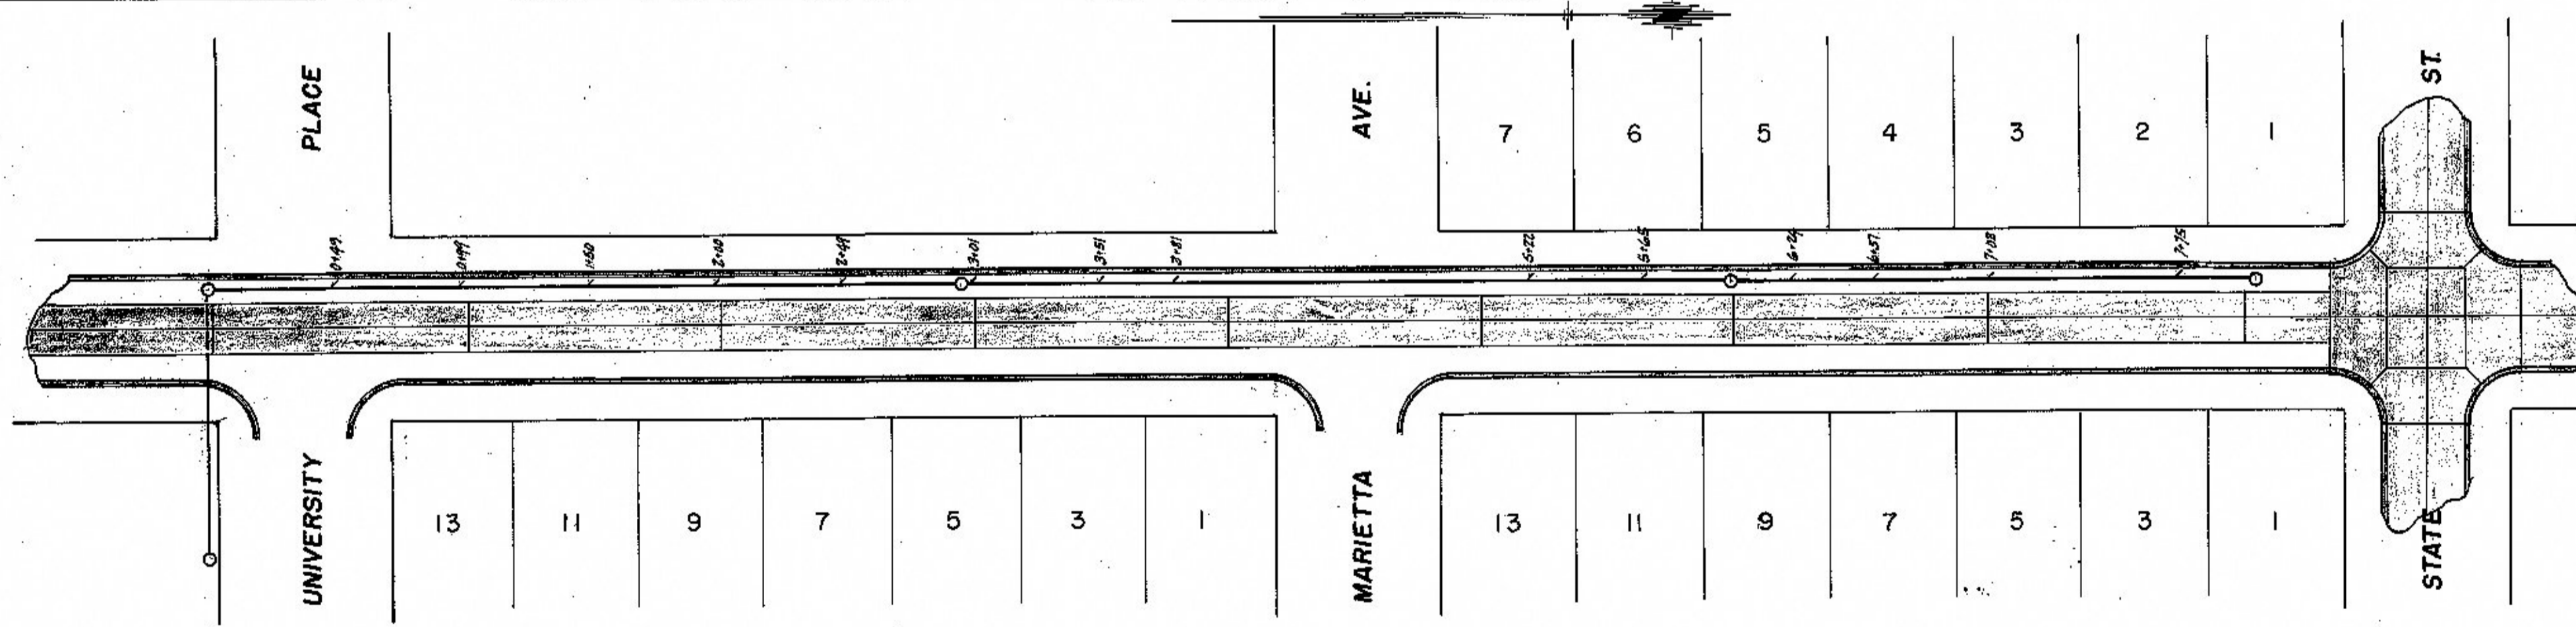 PLACE
AVE.
ST.
7 6 5 4 3 2 1
0+49 0+99 1+50 2+00 2+49 3+01 3+51 3+81 5+22 5+65 6+24 6+57 7+03 7+75
UNIVERSITY
MARIETTA
STATE
13 11 9 7 5 3 1
13 11 9 7 5 3 1